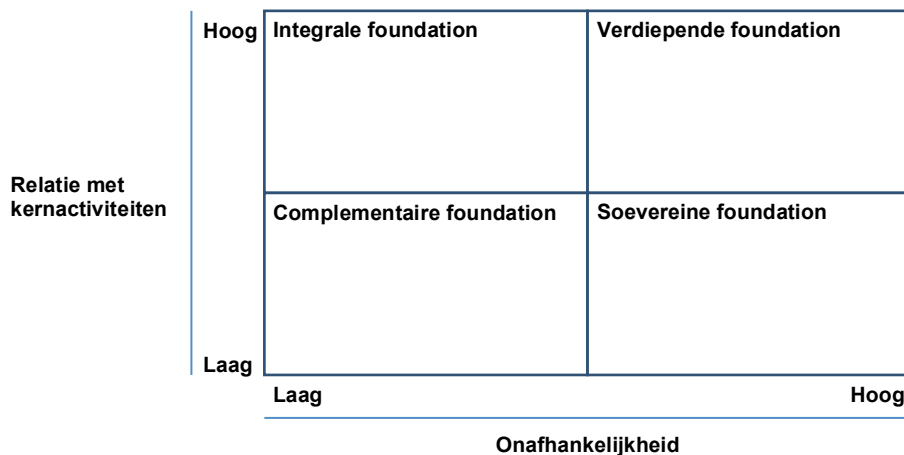 Hoog
Integrale foundation
Verdiepende foundation
Relatie met
kernactiviteiten
Complementaire foundation
Soevereine foundation
Laag
Laag
Hoog
Onafhankelijkheid